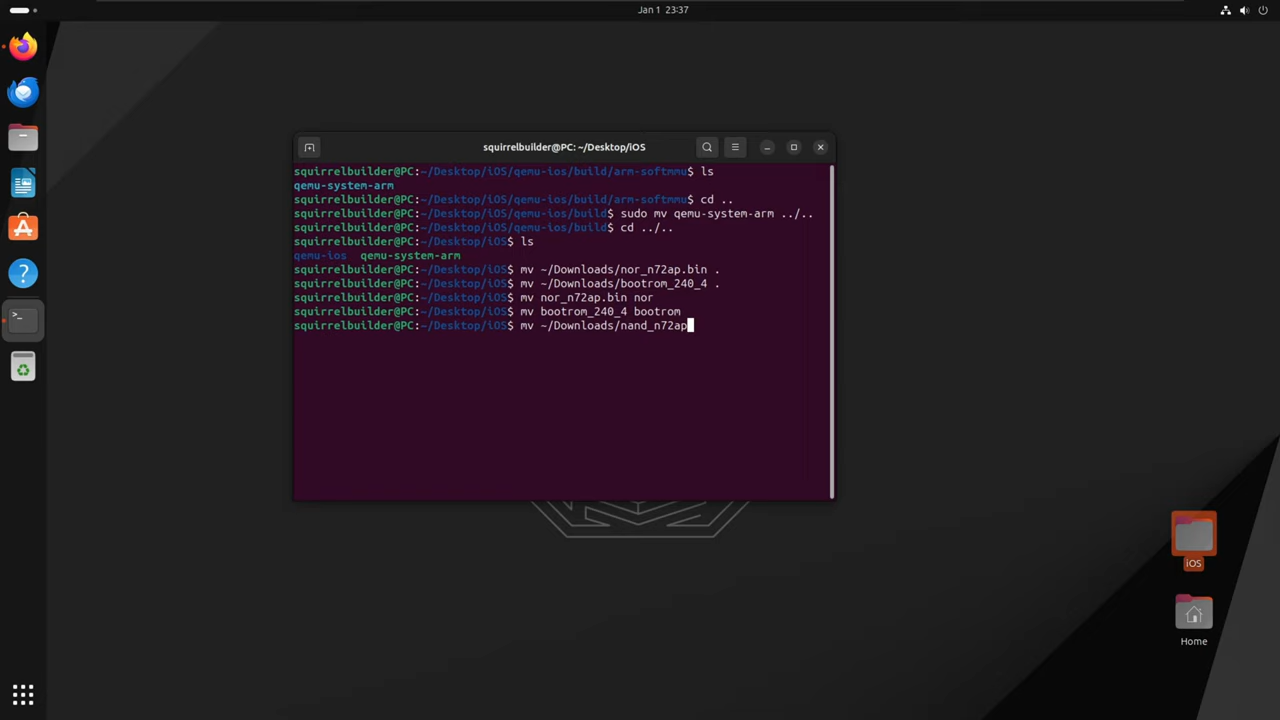 Jan 1 23:37
squirrelbuilder@PC: ~/Desktop/iOS
squirrelbuilder@PC:~/Desktop/iOS/qemu-ios/build/arm-softmmu$ ls
qemu-system-arm
squirrelbuilder@PC:~/Desktop/iOS/qemu-ios/build/arm-softmmu$ cd ..
squirrelbuilder@PC:~/Desktop/iOS/qemu-ios/build$ sudo mv qemu-system-arm ../..
squirrelbuilder@PC:~/Desktop/iOS/qemu-ios/build$ cd ../..
squirrelbuilder@PC:~/Desktop/iOS$ ls
qemu-ios qemu-system-arm
squirrelbuilder@PC:~/Desktop/iOS$ mv ~/Downloads/nor_n72ap.bin .
squirrelbuilder@PC:~/Desktop/iOS$ mv ~/Downloads/bootrom_240_4 .
squirrelbuilder@PC:~/Desktop/iOS$ mv nor_n72ap.bin nor
squirrelbuilder@PC:~/Desktop/iOS$ mv bootrom_240_4 bootrom
squirrelbuilder@PC:~/Desktop/iOS$ mv ~/Downloads/nand_n72ap
iOS
Home